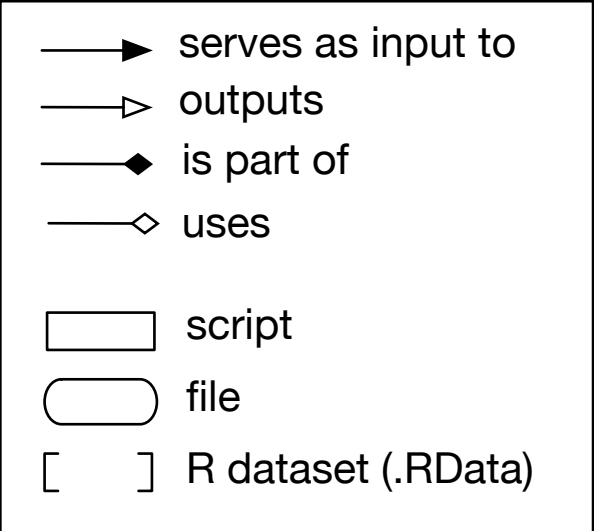 serves as input to
outputs
is part of
uses
script
file
R dataset (.RData)